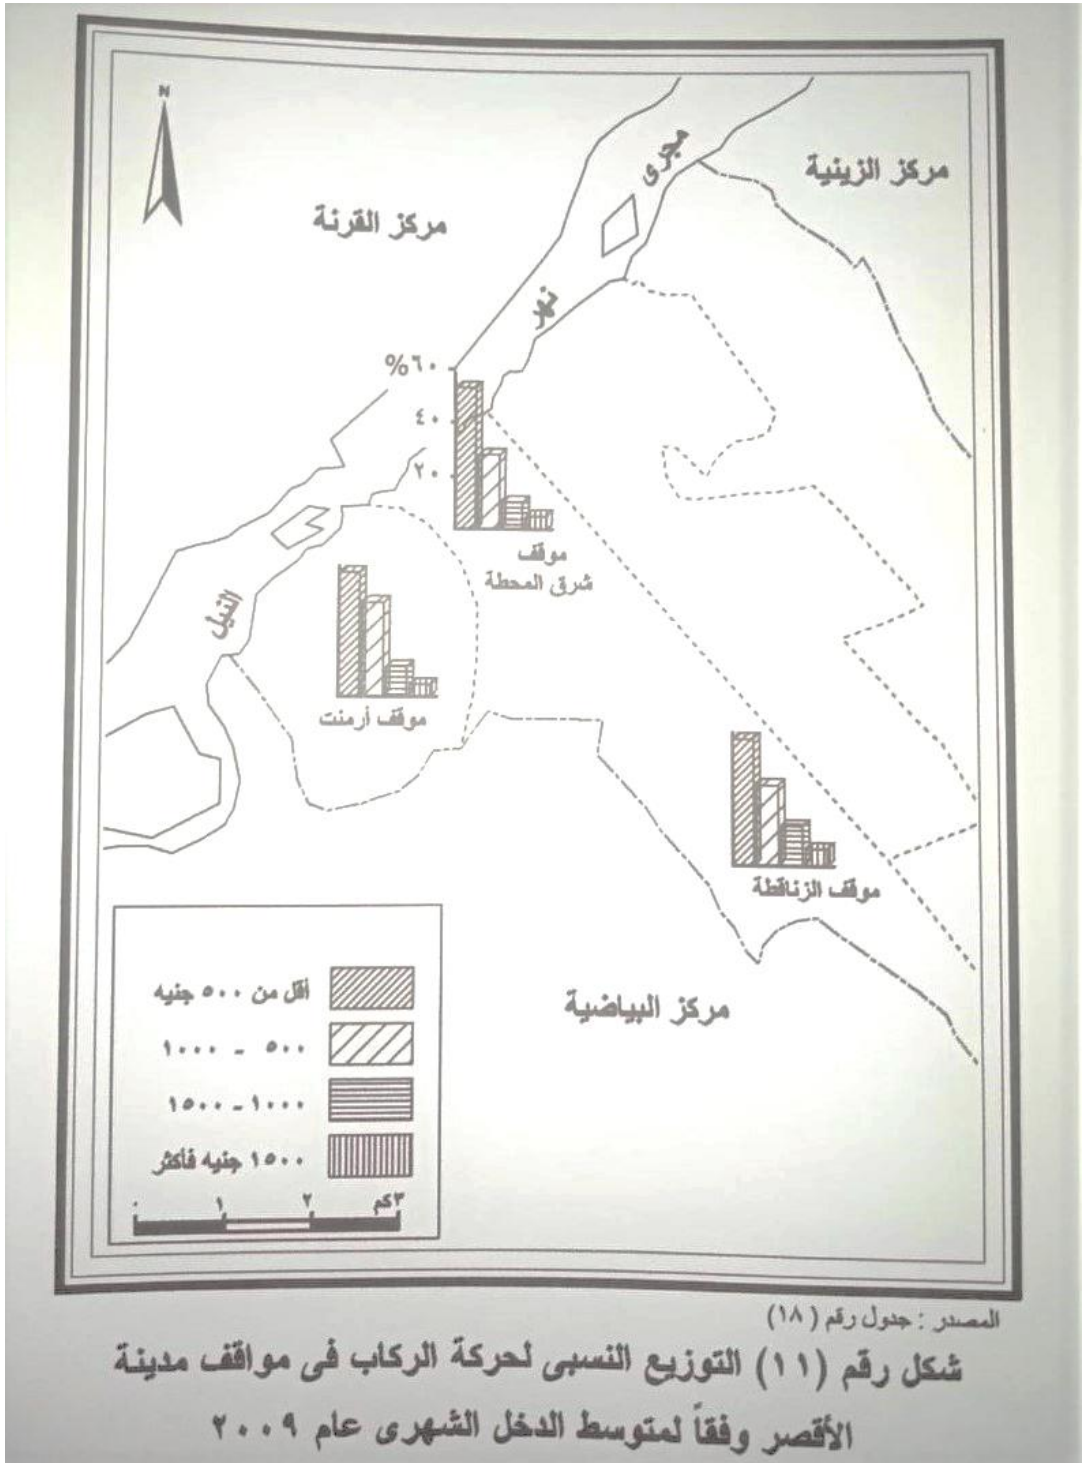 N
مركز الزينية
مجرى
مركز القرنة
نهر
%٦٠
٤٠
٢٠
موقف
شرق المحطة
النيل
موقف أرمنت
موقف الزناقطة
مركز البياضية
أقل من ٥٠٠ جنيه
٥٠٠ - ١٠٠٠
١٠٠٠ - ١٥٠٠
١٥٠٠ جنيه فأكثر
٠ ١ ٢ ٣كم
المصدر : جدول رقم (١٨)
شكل رقم (١١) التوزيع النسبى لحركة الركاب فى مواقف مدينة
الأقصر وفقاً لمتوسط الدخل الشهرى عام ٢٠٠٩